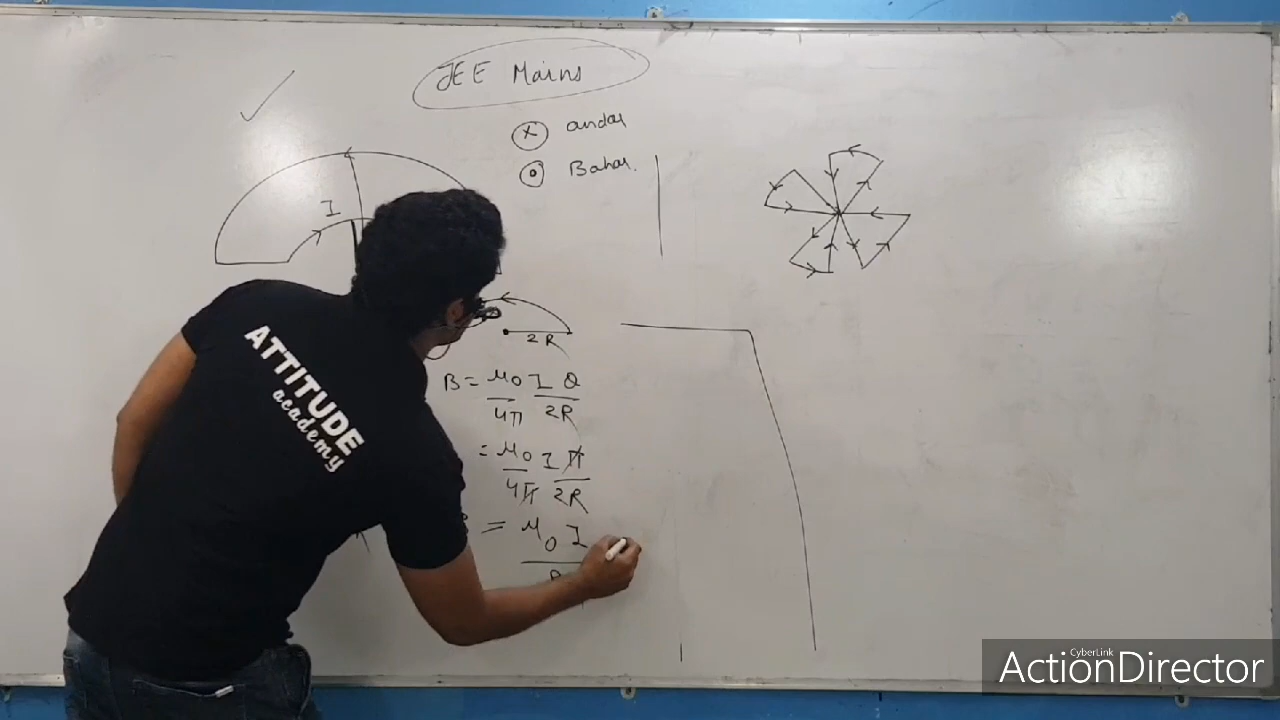 JEE Mains
ⓧ andar
⊙ Bahar.
I
2R
B = μ0 I θ
4π 2R
= μ0 I π
4π 2R
= μ0 I
ATTITUDE
academy
CyberLink
ActionDirector